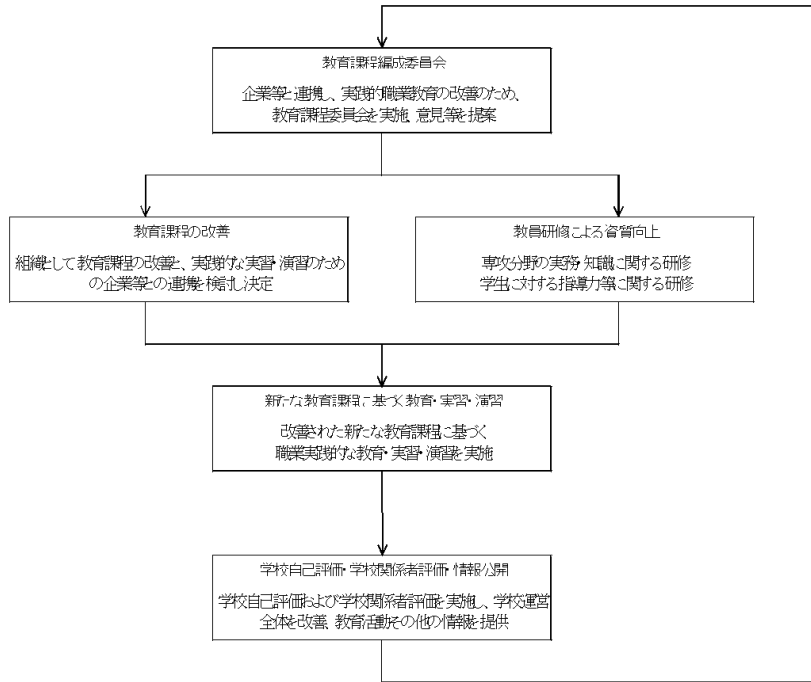 教育課程編成委員会
企業等と連携し、実践的職業教育の改善のため、
教育課程委員会を実施、意見等を提案
教育課程の改善
組織として教育課程の改善と、実践的な実習・演習のため
の企業等との連携を検討し決定
教員研修による資質向上
専攻分野の実務・知識に関する研修
学生に対する指導力等に関する研修
新たな教育課程に基づく教育・実習・演習
改善された新たな教育課程に基づく
職業実践的な教育・実習・演習を実施
学校自己評価・学校関係者評価・情報公開
学校自己評価および学校関係者評価を実施し、学校運営
全体を改善、教育活動その他の情報を提供